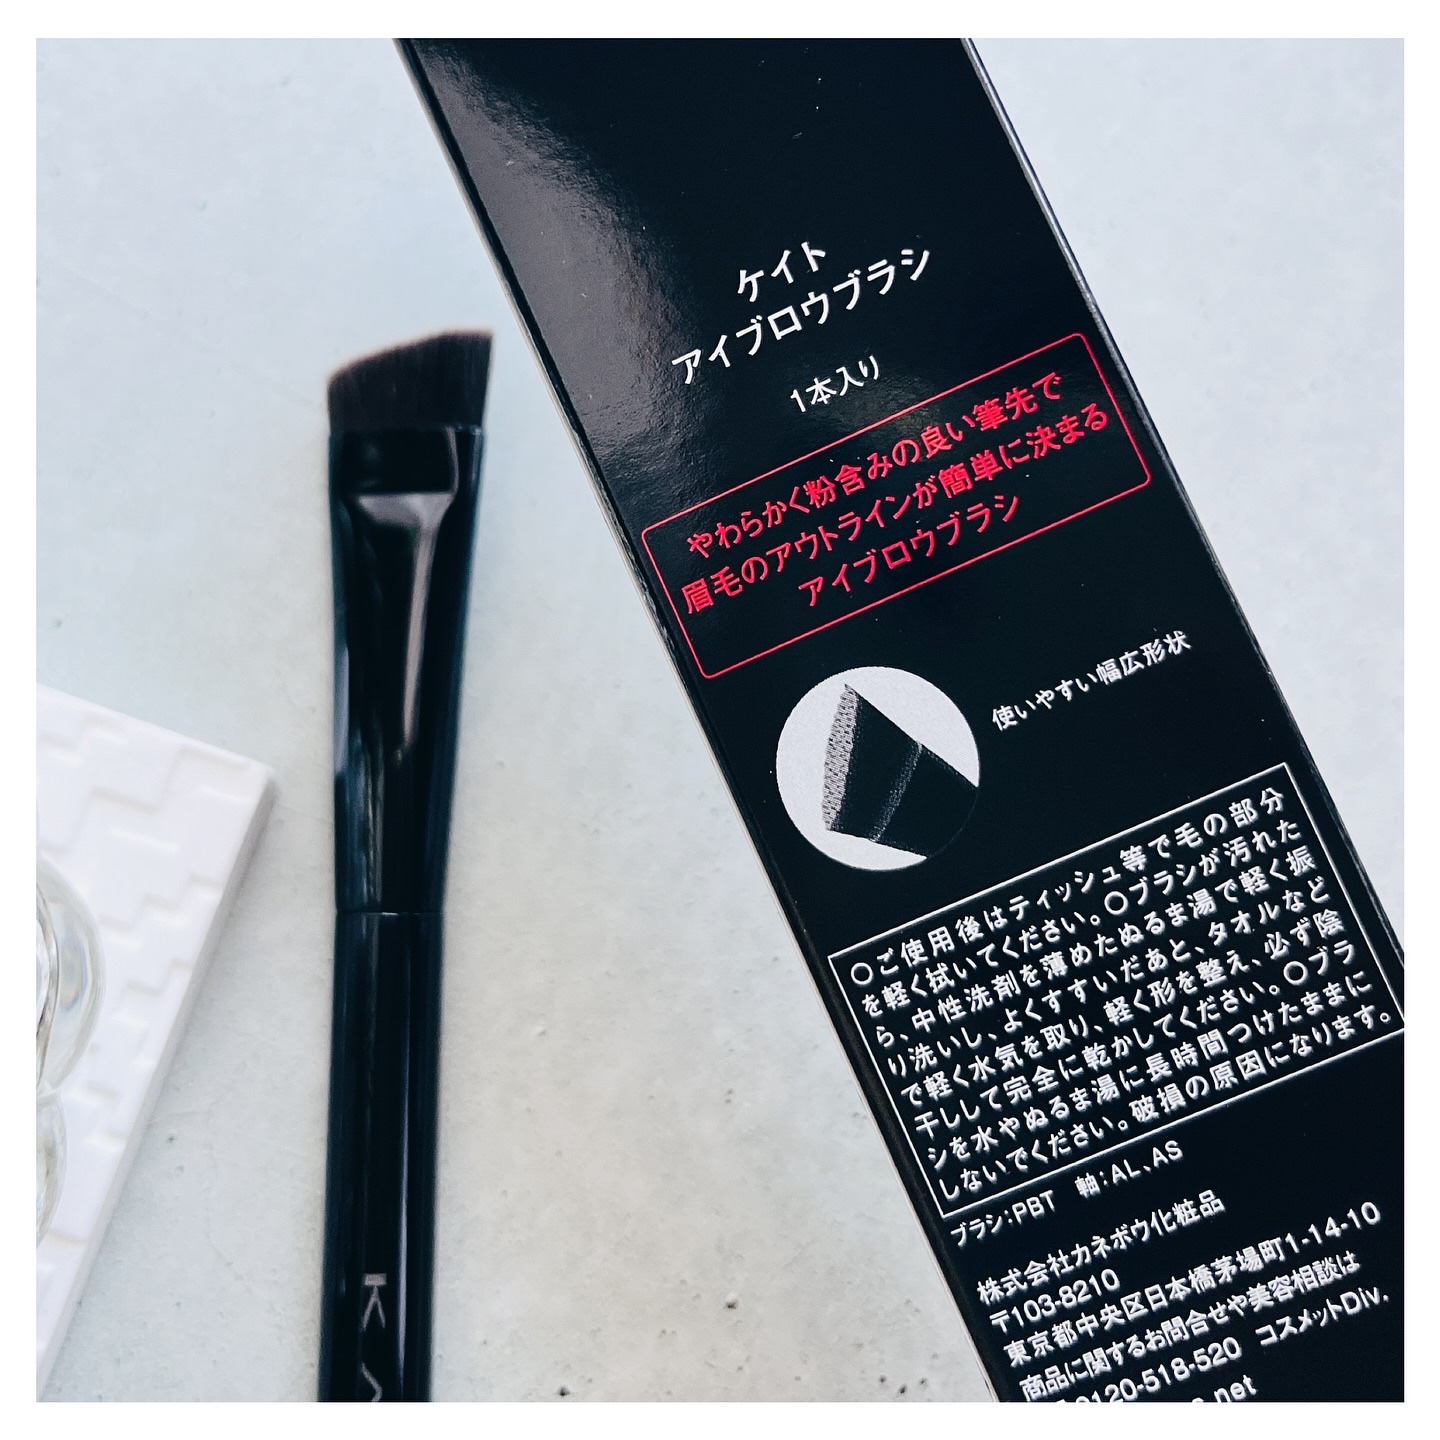 ケイト
アイブロウブラシ
1本入り
やわらかく粉含みの良い筆先で
眉毛のアウトラインが簡単に決まる
アイブロウブラシ
使いやすい幅広形状
○ご使用後はティッシュ等で毛の部分
を軽く拭いてください。○ブラシが汚れた
ら、中性洗剤を薄めたぬるま湯で軽く振
り洗いし、よくすすいだあと、タオルなど
で軽く水気を取り、軽く形を整え、必ず陰
干しして完全に乾かしてください。○ブラ
シを水やぬるま湯に長時間つけたままに
しないでください。破損の原因になります。
ブラシ:PBT 軸:AL、AS
株式会社カネボウ化粧品
〒103-8210
東京都中央区日本橋茅場町1-14-10
商品に関するお問合せや美容相談は
0120-518-520 コスメットDiv.
.net
KA